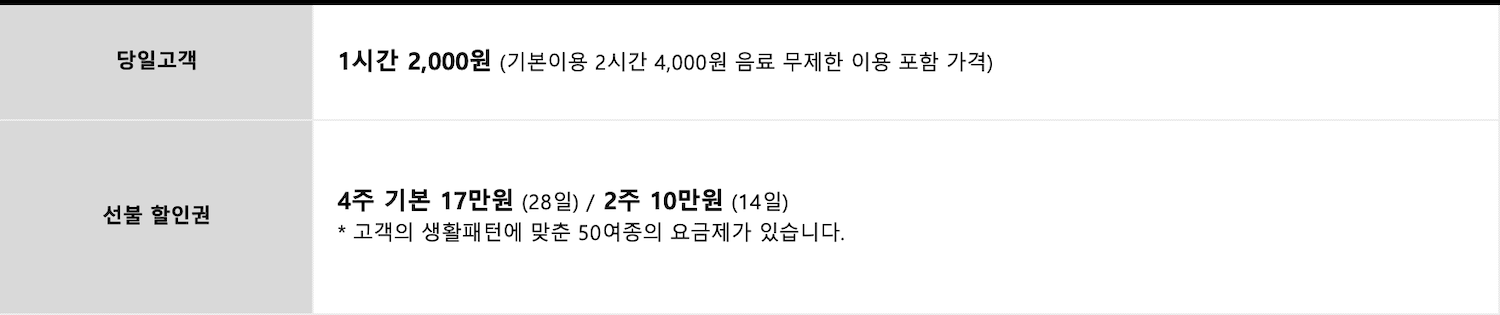 당일고객
1시간 2,000원 (기본이용 2시간 4,000원 음료 무제한 이용 포함 가격)
선불 할인권
4주 기본 17만원 (28일) / 2주 10만원 (14일)
* 고객의 생활패턴에 맞춘 50여종의 요금제가 있습니다.